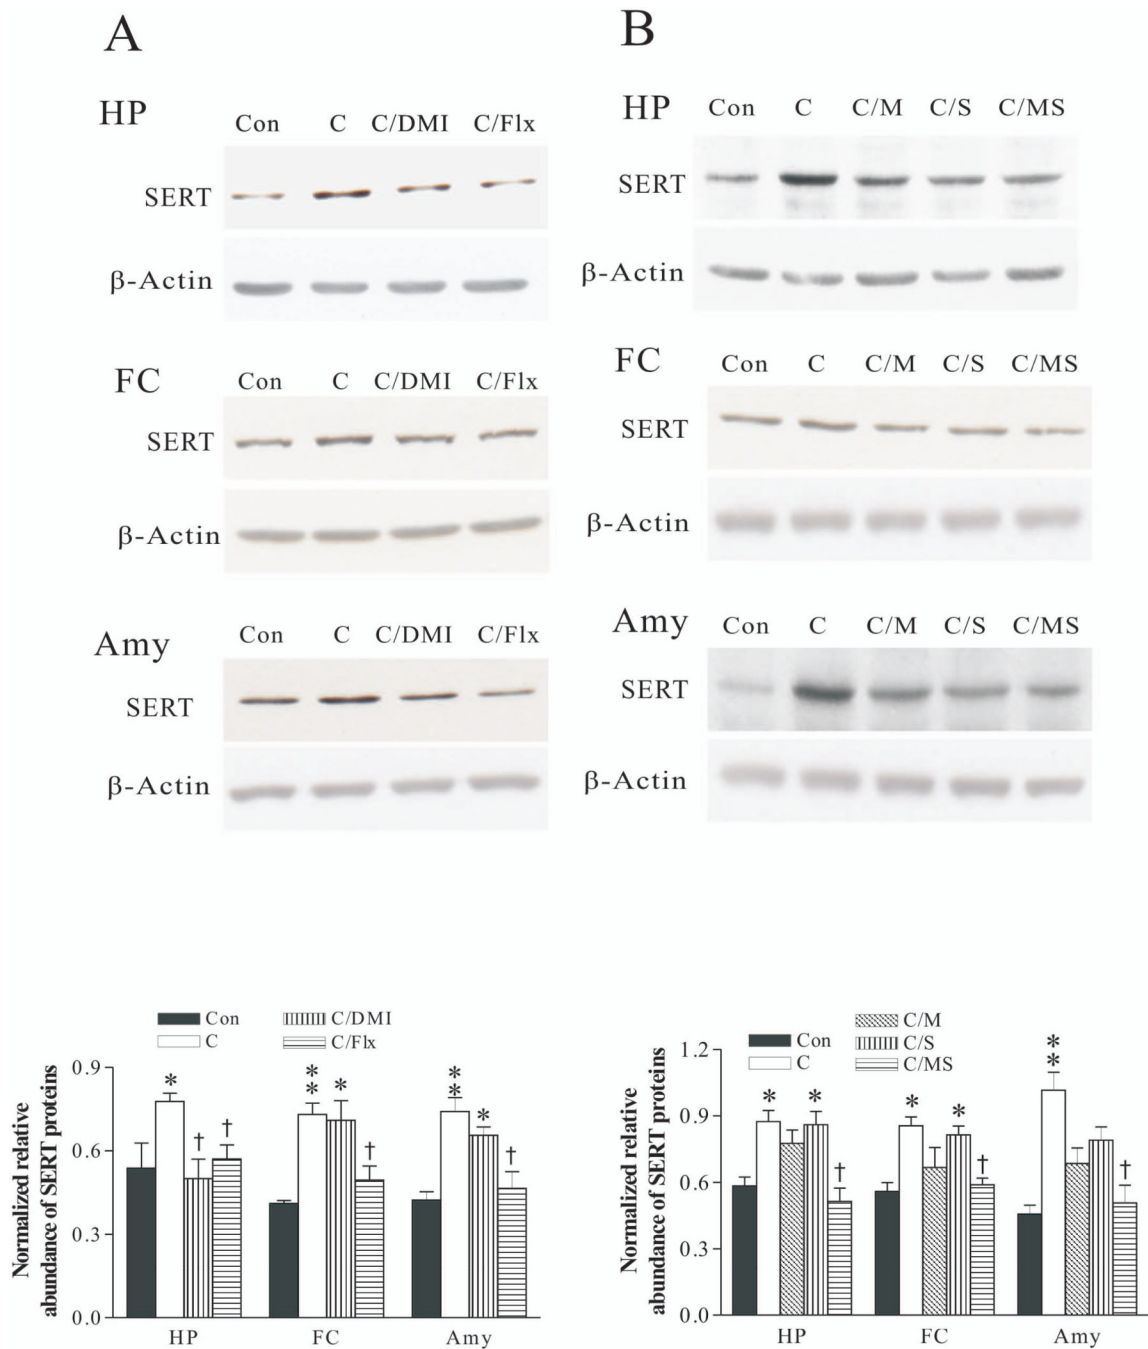 A
HP
Con C C/DMI C/Flx
SERT
β-Actin
FC
Con C C/DMI C/Flx
SERT
β-Actin
Amy
Con C C/DMI C/Flx
SERT
β-Actin
Con C/DMI
C C/Flx
Normalized relative
abundance of SERT proteins
0.9
0.6
0.3
0.0
* † †
** * †
** * †
HP FC Amy
B
HP
Con C C/M C/S C/MS
SERT
β-Actin
FC
Con C C/M C/S C/MS
SERT
β-Actin
Amy
Con C C/M C/S C/MS
SERT
β-Actin
C/M
Con C/S
C C/MS
Normalized relative
abundance of SERT proteins
1.2
0.9
0.6
0.3
0.0
* * †
* * †
** †
HP FC Amy